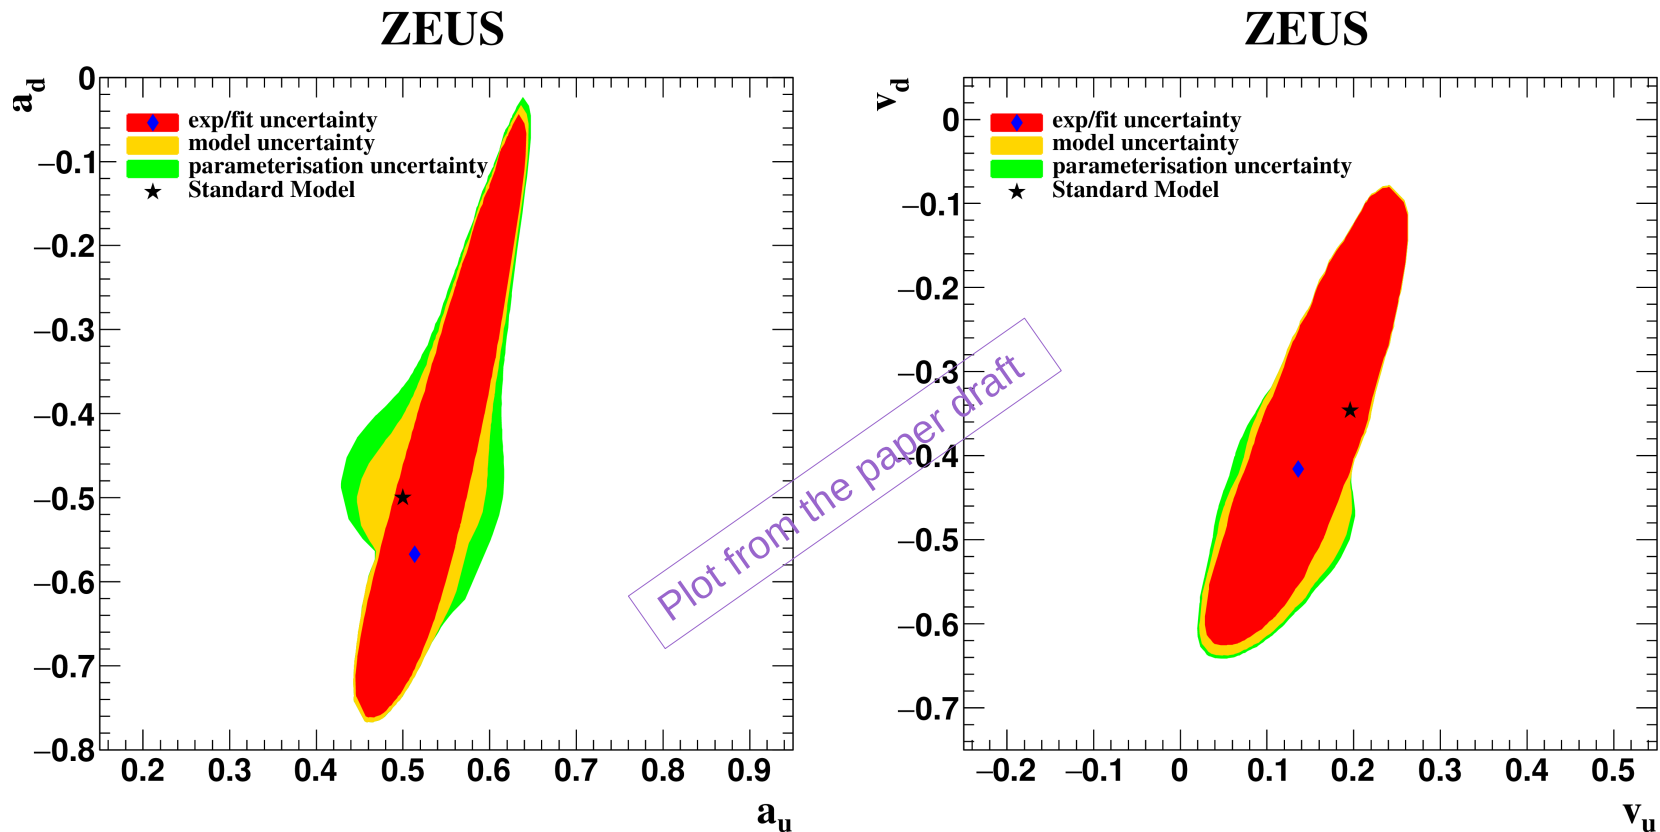 ZEUS
a_d
exp/fit uncertainty
model uncertainty
parameterisation uncertainty
Standard Model
0
−0.1
−0.2
−0.3
−0.4
−0.5
−0.6
−0.7
−0.8
0.2 0.3 0.4 0.5 0.6 0.7 0.8 0.9
a_u
ZEUS
v_d
exp/fit uncertainty
model uncertainty
parameterisation uncertainty
Standard Model
0
−0.1
−0.2
−0.3
−0.4
−0.5
−0.6
−0.7
−0.2 −0.1 0 0.1 0.2 0.3 0.4 0.5
v_u
Plot from the paper draft